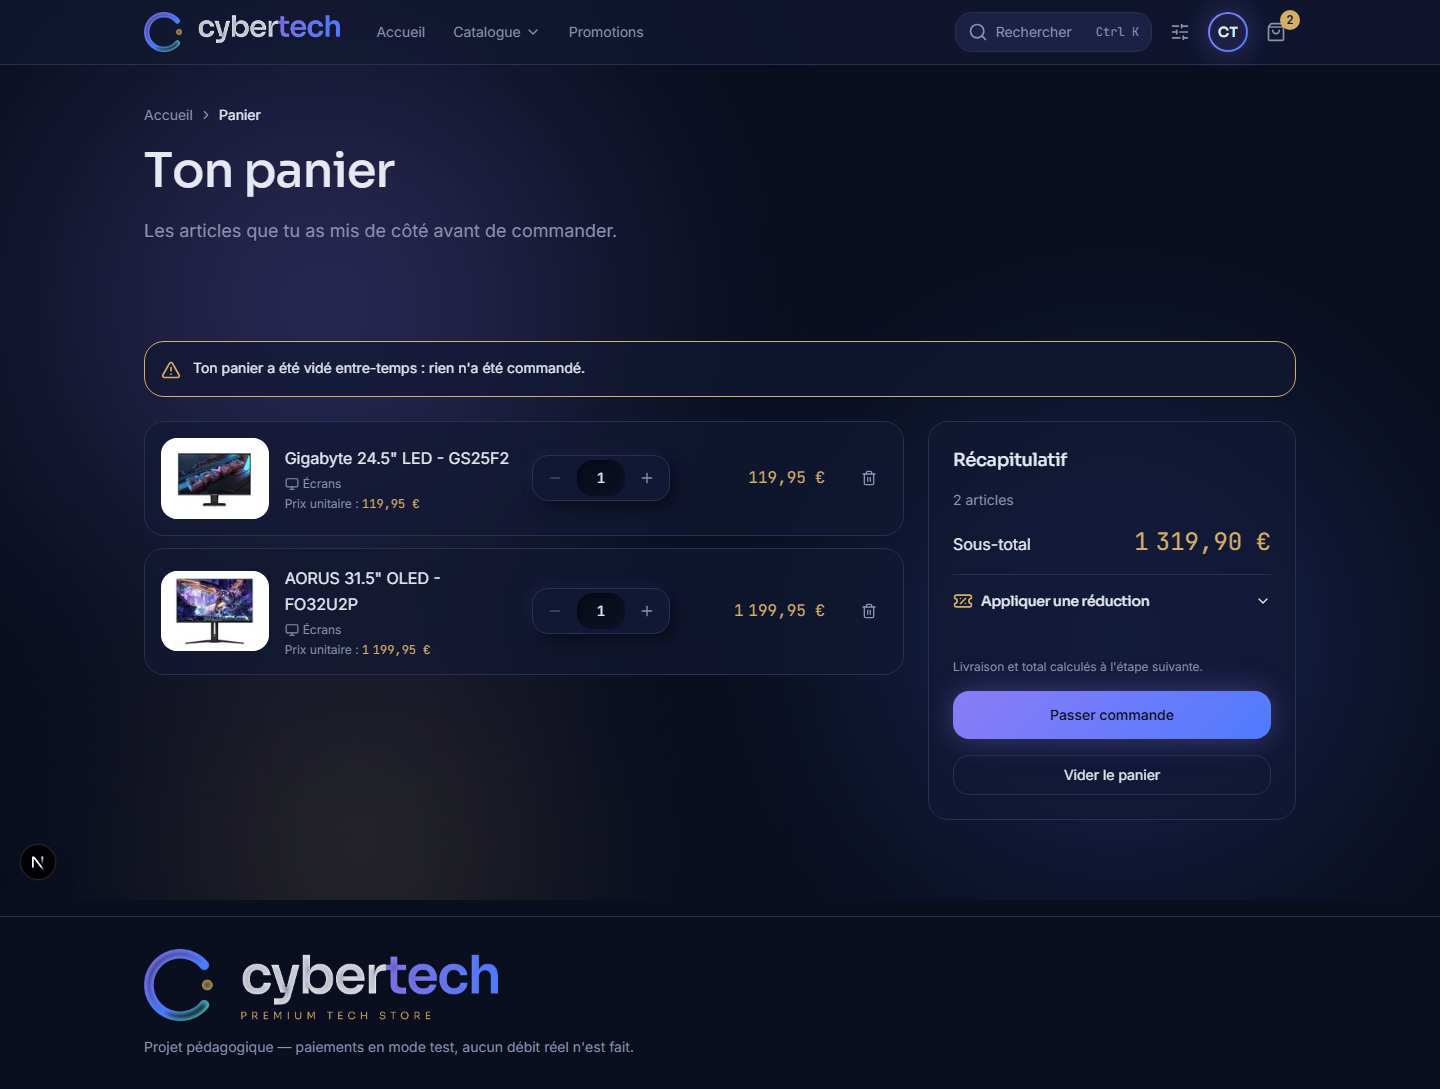 cybertech
Accueil
Catalogue
Promotions
Rechercher Ctrl K
CT
2
Accueil > Panier
Ton panier
Les articles que tu as mis de côté avant de commander.
Ton panier a été vidé entre-temps : rien n'a été commandé.
Gigabyte 24.5" LED - GS25F2
Écrans
Prix unitaire : 119,95 €
1
119,95 €
AORUS 31.5" OLED -
FO32U2P
Écrans
Prix unitaire : 1 199,95 €
1
1 199,95 €
Récapitulatif
2 articles
Sous-total 1 319,90 €
Appliquer une réduction
Livraison et total calculés à l'étape suivante.
Passer commande
Vider le panier
N
cybertech
PREMIUM TECH STORE
Projet pédagogique — paiements en mode test, aucun débit réel n'est fait.